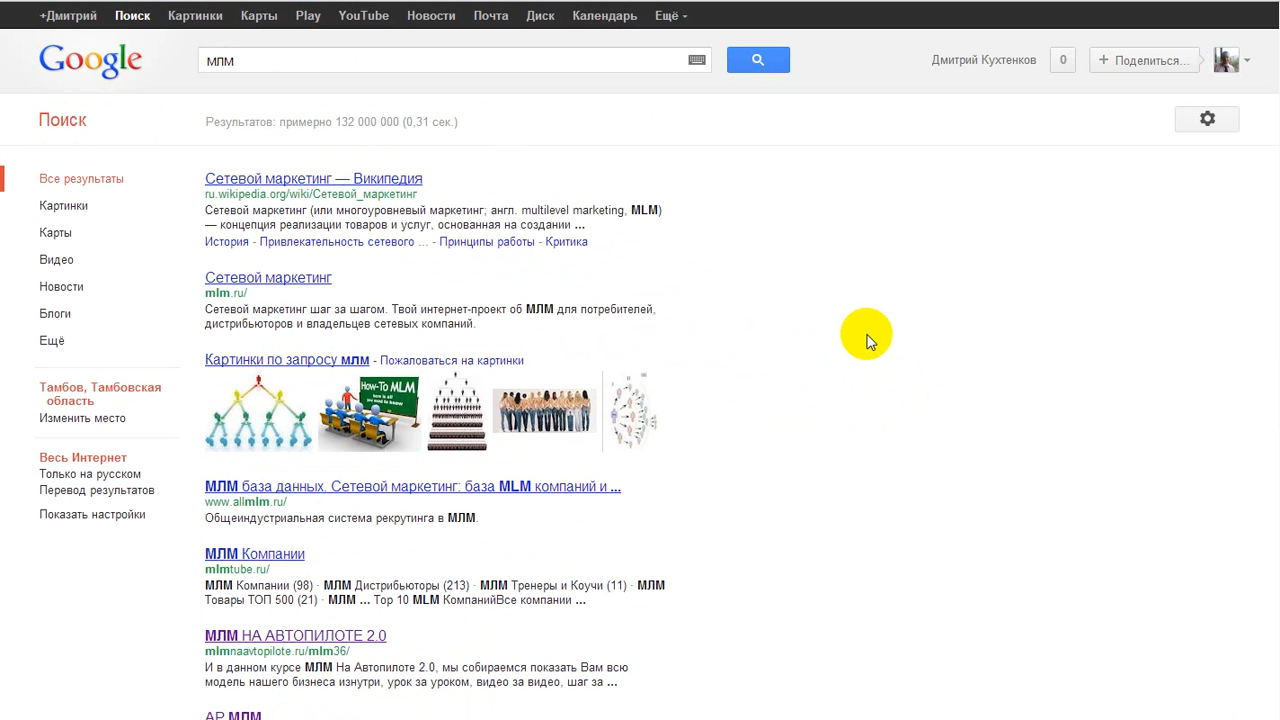 +Дмитрий Поиск Картинки Карты Play YouTube Новости Почта Диск Календарь Ещё
Google
млм
Дмитрий Кухтенков
0
+ Поделиться...
Поиск
Результатов: примерно 132 000 000 (0,31 сек.)
Все результаты
Картинки
Карты
Видео
Новости
Блоги
Ещё
Тамбов, Тамбовская
область
Изменить место
Весь Интернет
Только на русском
Перевод результатов
Показать настройки
Сетевой маркетинг — Википедия
ru.wikipedia.org/wiki/Сетевой_маркетинг
Сетевой маркетинг (или многоуровневый маркетинг; англ. multilevel marketing, MLM)
— концепция реализации товаров и услуг, основанная на создании ...
История - Привлекательность сетевого ... - Принципы работы - Критика
Сетевой маркетинг
mlm.ru/
Сетевой маркетинг шаг за шагом. Твой интернет-проект об МЛМ для потребителей,
дистрибьюторов и владельцев сетевых компаний.
Картинки по запросу млм - Пожаловаться на картинки
How-To MLM
МЛМ база данных. Сетевой маркетинг: база MLM компаний и ...
www.allmlm.ru/
Общеиндустриальная система рекрутинга в МЛМ.
МЛМ Компании
mlmtube.ru/
МЛМ Компании (98) · МЛМ Дистрибьюторы (213) · МЛМ Тренеры и Коучи (11) · МЛМ
Товары ТОП 500 (21) · МЛМ ... Top 10 MLM КомпанийВсе компании ...
МЛМ НА АВТОПИЛОТЕ 2.0
mlmnaavtopilote.ru/mlm36/
И в данном курсе МЛМ На Автопилоте 2.0, мы собираемся показать Вам всю
модель нашего бизнеса изнутри, урок за уроком, видео за видео, шаг за ...
АР МЛМ